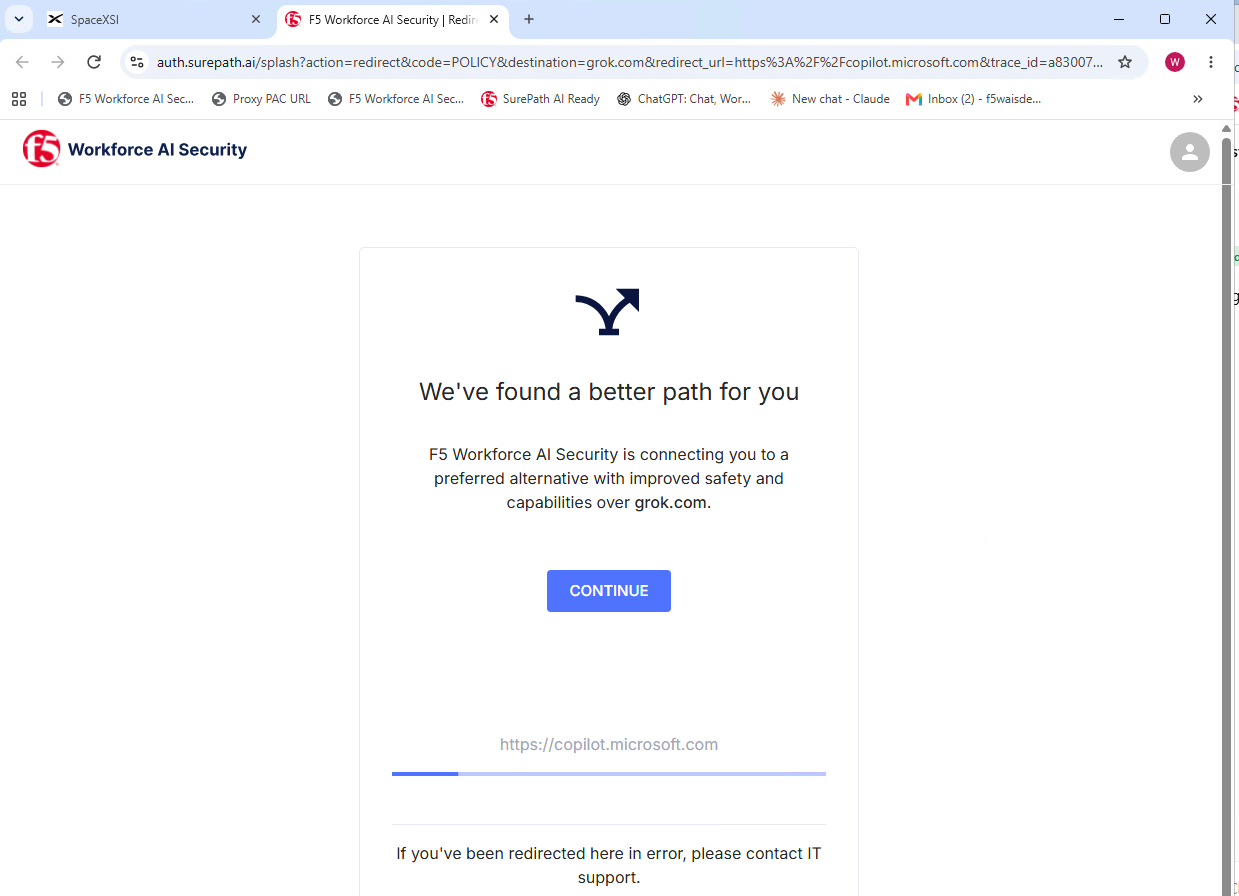 SpaceXSI
F5 Workforce AI Security | Redir
auth.surepath.ai/splash?action=redirect&code=POLICY&destination=grok.com&redirect_url=https%3A%2F%2Fcopilot.microsoft.com&trace_id=a83007...
W
F5 Workforce AI Sec...
Proxy PAC URL
F5 Workforce AI Sec...
SurePath AI Ready
ChatGPT: Chat, Wor...
New chat - Claude
Inbox (2) - f5waisde...
f5 Workforce AI Security
We've found a better path for you
F5 Workforce AI Security is connecting you to a
preferred alternative with improved safety and
capabilities over grok.com.
CONTINUE
https://copilot.microsoft.com
If you've been redirected here in error, please contact IT
support.